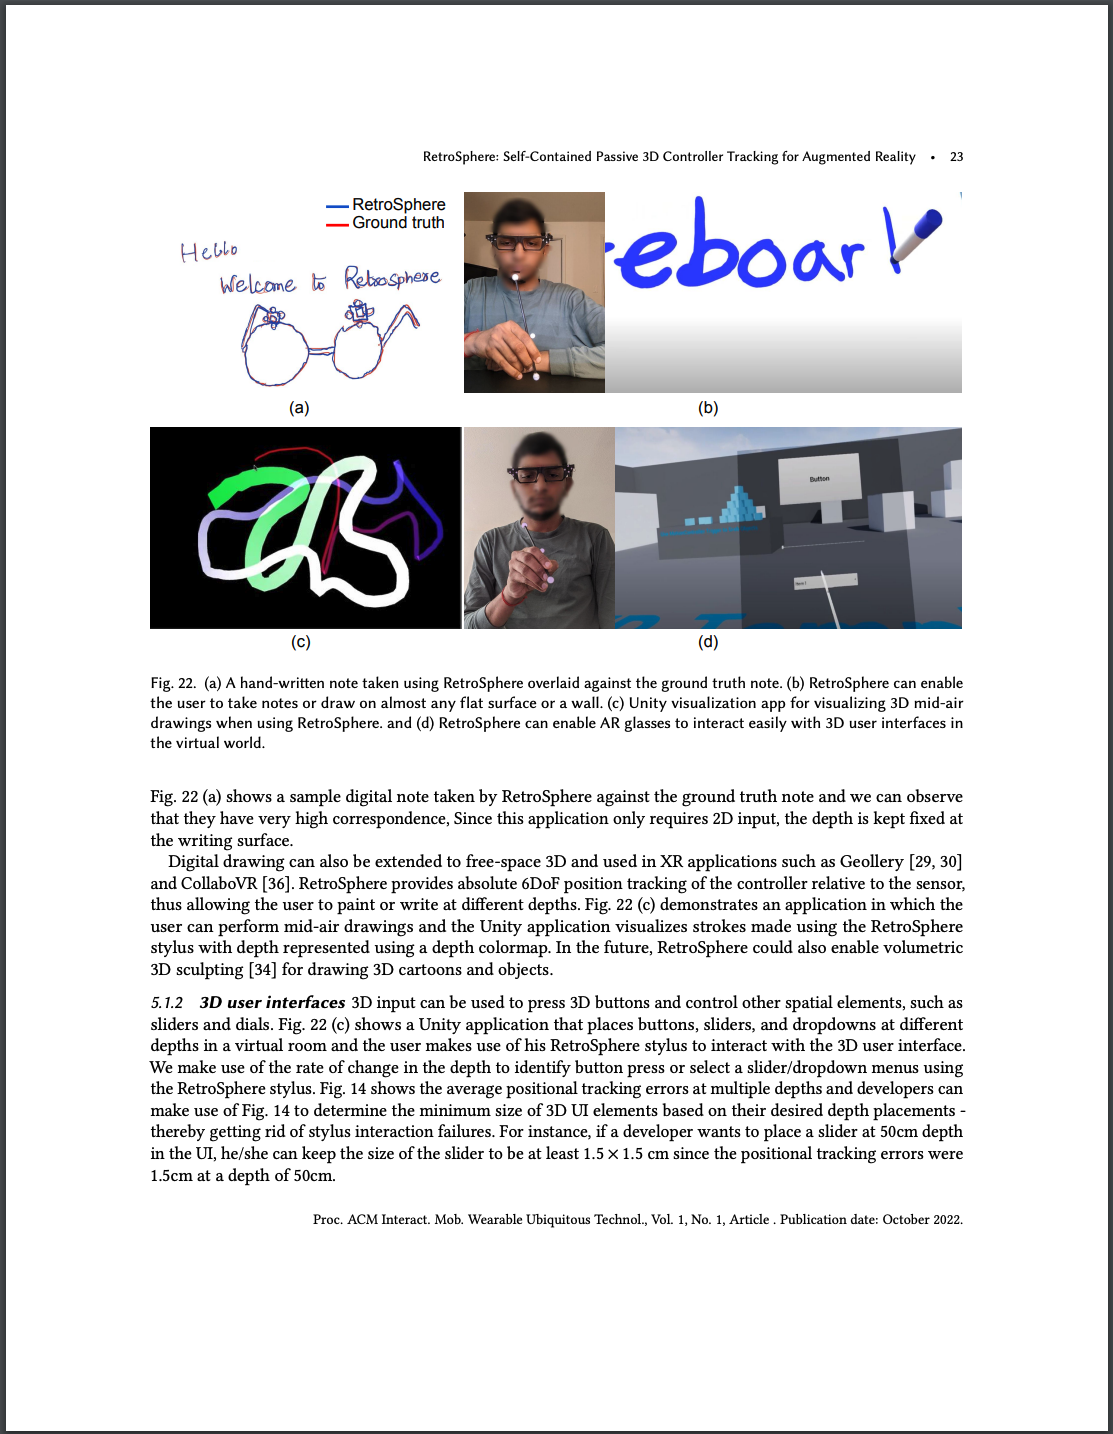 RetroSphere: Self-Contained Passive 3D Controller Tracking for Augmented Reality • 23
RetroSphere
Ground truth
Hello
Welcome to Retrosphere
eboar
(a)
(b)
Button
(c)
(d)
Fig. 22. (a) A hand-written note taken using RetroSphere overlaid against the ground truth note. (b) RetroSphere can enable
the user to take notes or draw on almost any flat surface or a wall. (c) Unity visualization app for visualizing 3D mid-air
drawings when using RetroSphere. and (d) RetroSphere can enable AR glasses to interact easily with 3D user interfaces in
the virtual world.
Fig. 22 (a) shows a sample digital note taken by RetroSphere against the ground truth note and we can observe
that they have very high correspondence, Since this application only requires 2D input, the depth is kept fixed at
the writing surface.
Digital drawing can also be extended to free-space 3D and used in XR applications such as Geollery [29, 30]
and CollaboVR [36]. RetroSphere provides absolute 6DoF position tracking of the controller relative to the sensor,
thus allowing the user to paint or write at different depths. Fig. 22 (c) demonstrates an application in which the
user can perform mid-air drawings and the Unity application visualizes strokes made using the RetroSphere
stylus with depth represented using a depth colormap. In the future, RetroSphere could also enable volumetric
3D sculpting [34] for drawing 3D cartoons and objects.
5.1.2 3D user interfaces 3D input can be used to press 3D buttons and control other spatial elements, such as
sliders and dials. Fig. 22 (c) shows a Unity application that places buttons, sliders, and dropdowns at different
depths in a virtual room and the user makes use of his RetroSphere stylus to interact with the 3D user interface.
We make use of the rate of change in the depth to identify button press or select a slider/dropdown menus using
the RetroSphere stylus. Fig. 14 shows the average positional tracking errors at multiple depths and developers can
make use of Fig. 14 to determine the minimum size of 3D UI elements based on their desired depth placements -
thereby getting rid of stylus interaction failures. For instance, if a developer wants to place a slider at 50cm depth
in the UI, he/she can keep the size of the slider to be at least 1.5 × 1.5 cm since the positional tracking errors were
1.5cm at a depth of 50cm.
Proc. ACM Interact. Mob. Wearable Ubiquitous Technol., Vol. 1, No. 1, Article . Publication date: October 2022.